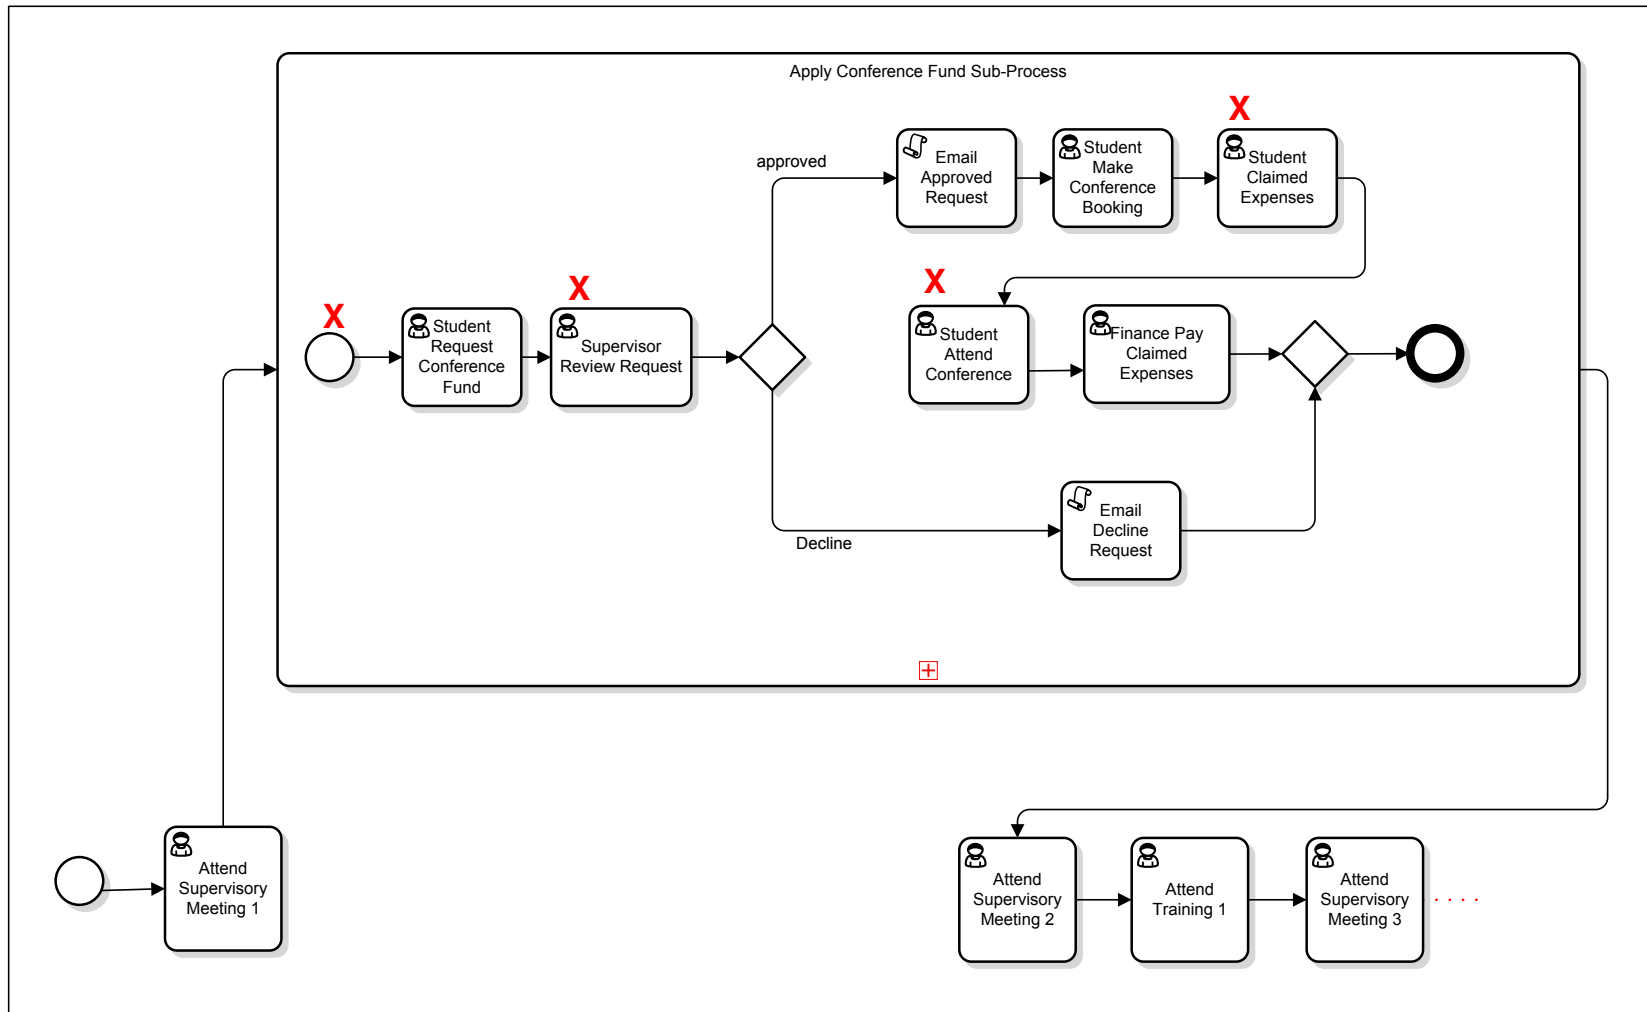 Apply Conference Fund Sub-Process
X
Email
Approved
Request
Student
Make
Conference
Booking
Student
Claimed
Expenses
approved
X
X
X
Student
Request
Conference
Fund
Supervisor
Review Request
Student
Attend
Conference
Finance Pay
Claimed
Expenses
Email
Decline
Request
Decline
Attend
Supervisory
Meeting 1
Attend
Supervisory
Meeting 2
Attend
Training 1
Attend
Supervisory
Meeting 3
. . . . .